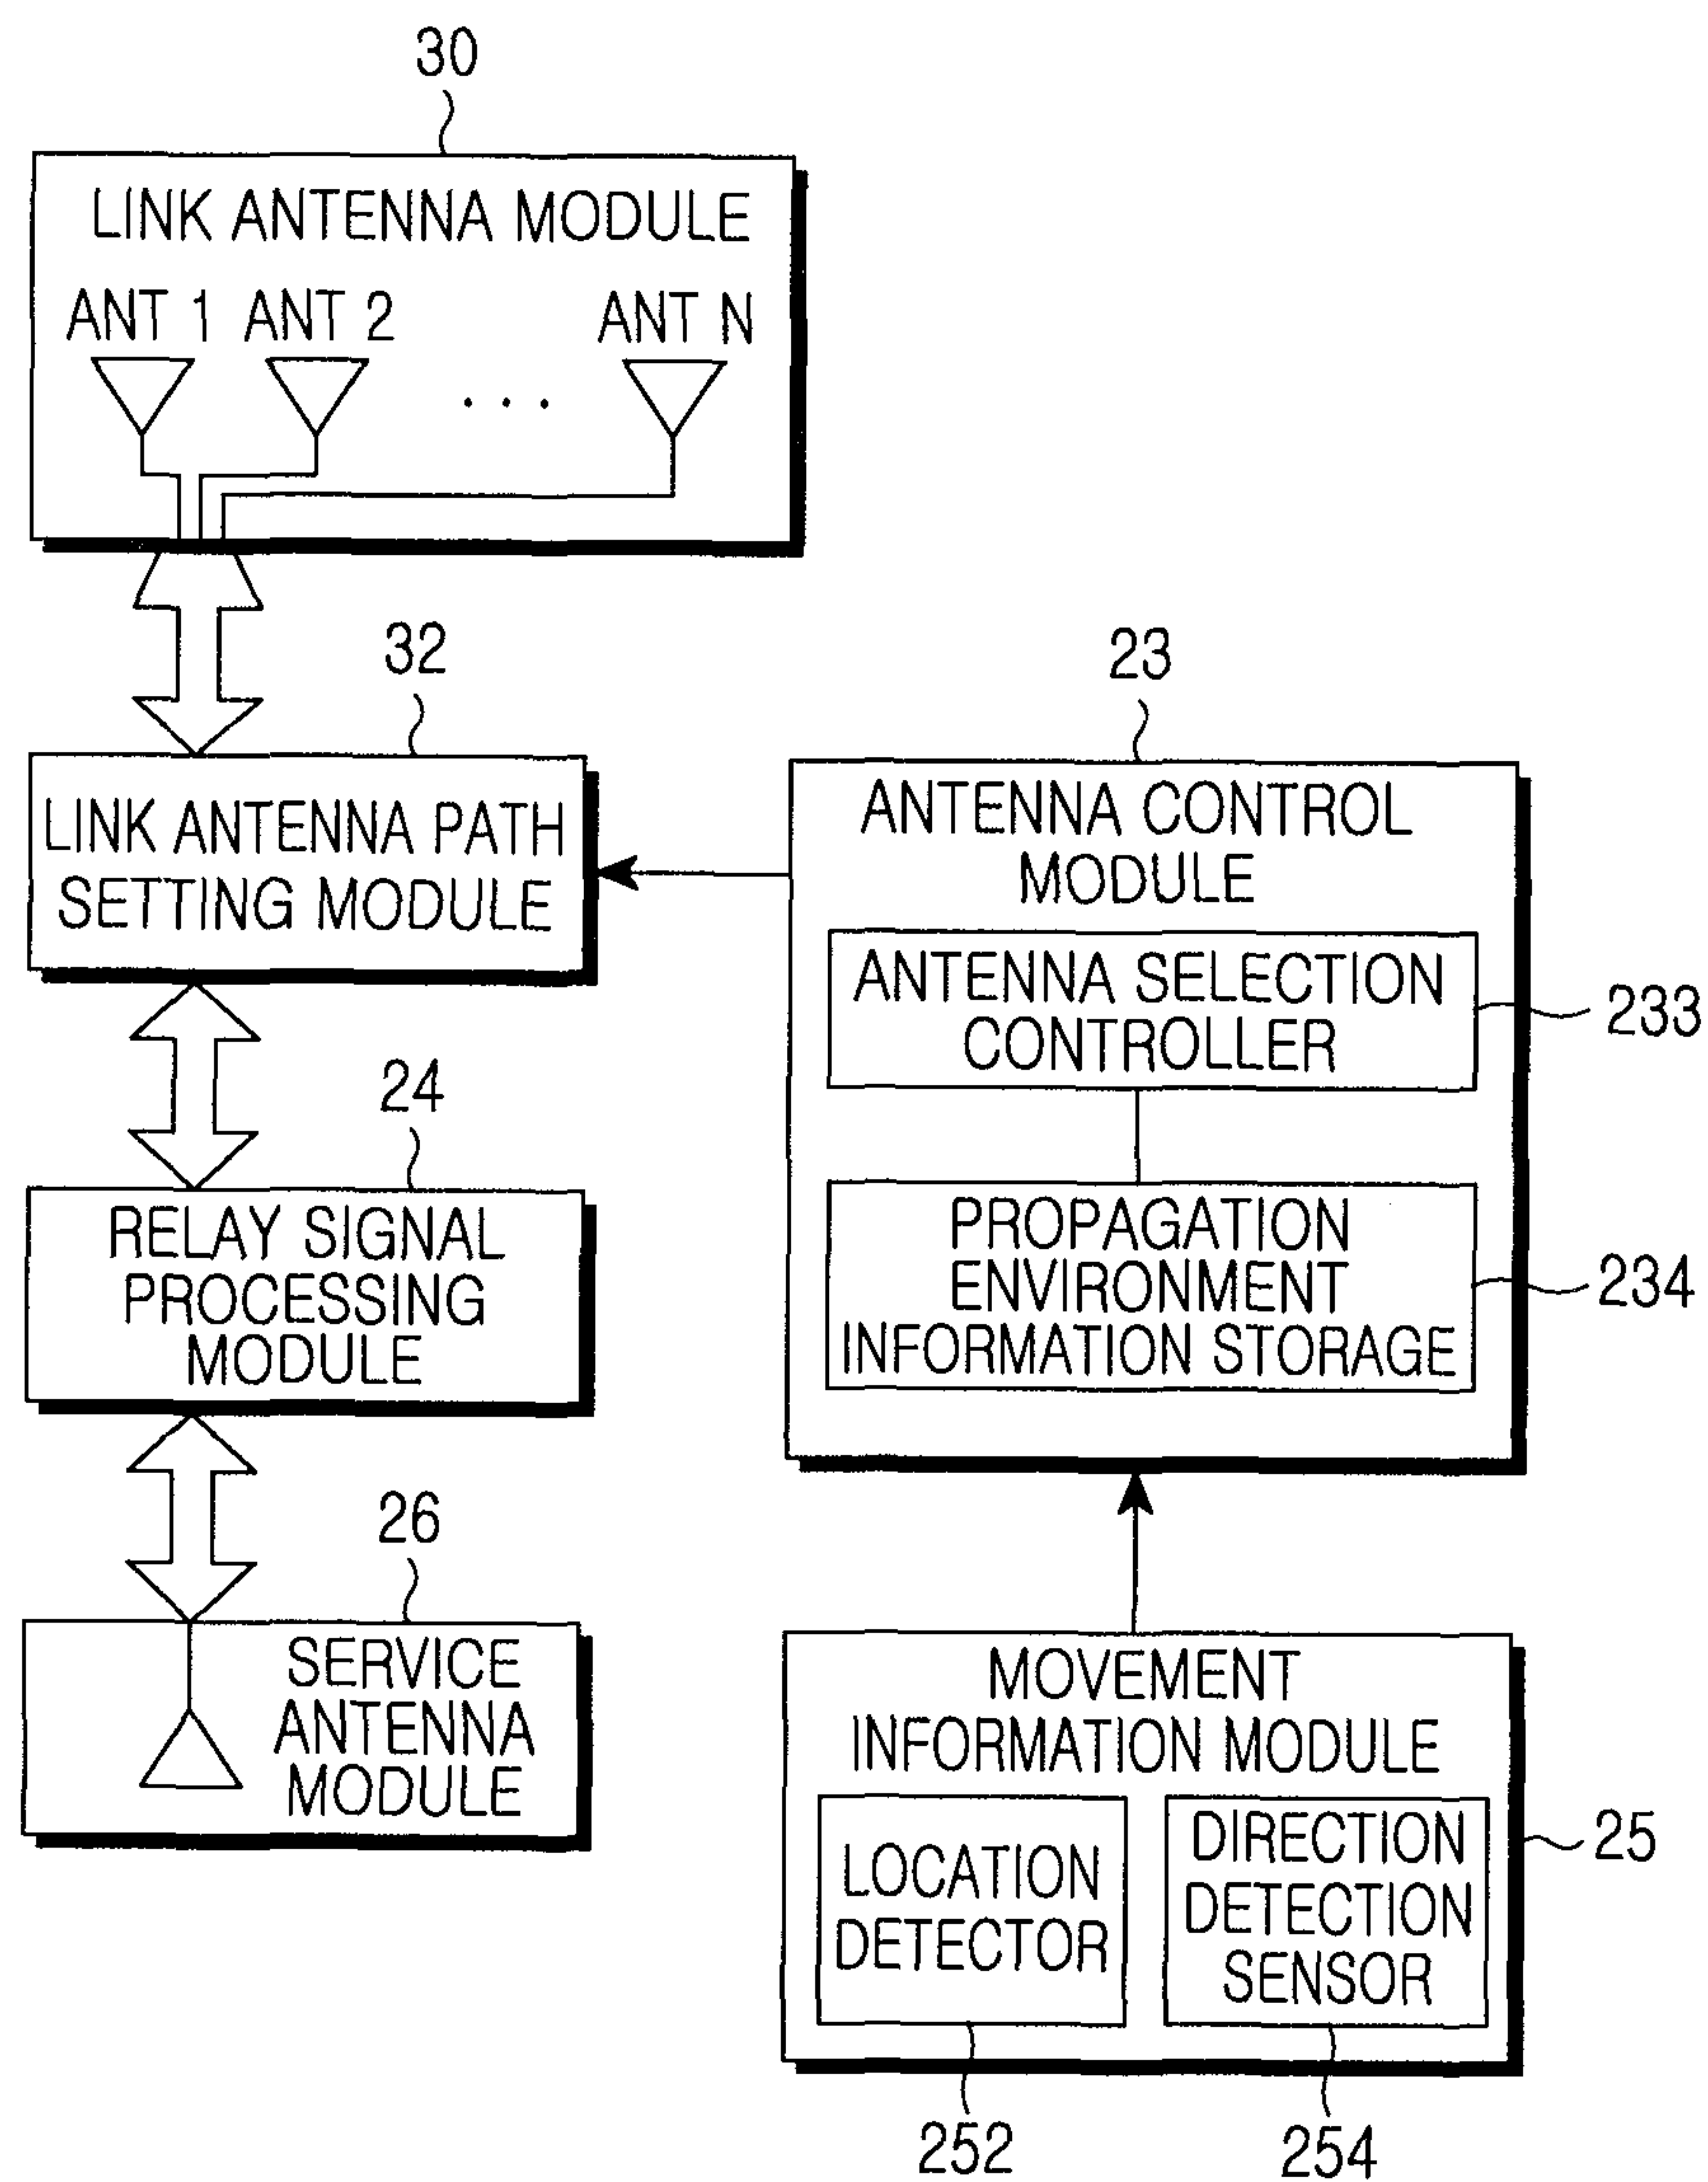 30
LINK ANTENNA MODULE
ANT 1 ANT 2 ... ANT N
32
LINK ANTENNA PATH
SETTING MODULE
24
RELAY SIGNAL
PROCESSING
MODULE
26
SERVICE
ANTENNA
MODULE
23
ANTENNA CONTROL
MODULE
ANTENNA SELECTION
CONTROLLER
233
PROPAGATION
ENVIRONMENT
INFORMATION STORAGE
234
MOVEMENT
INFORMATION MODULE
25
LOCATION
DETECTOR
252
DIRECTION
DETECTION
SENSOR
254